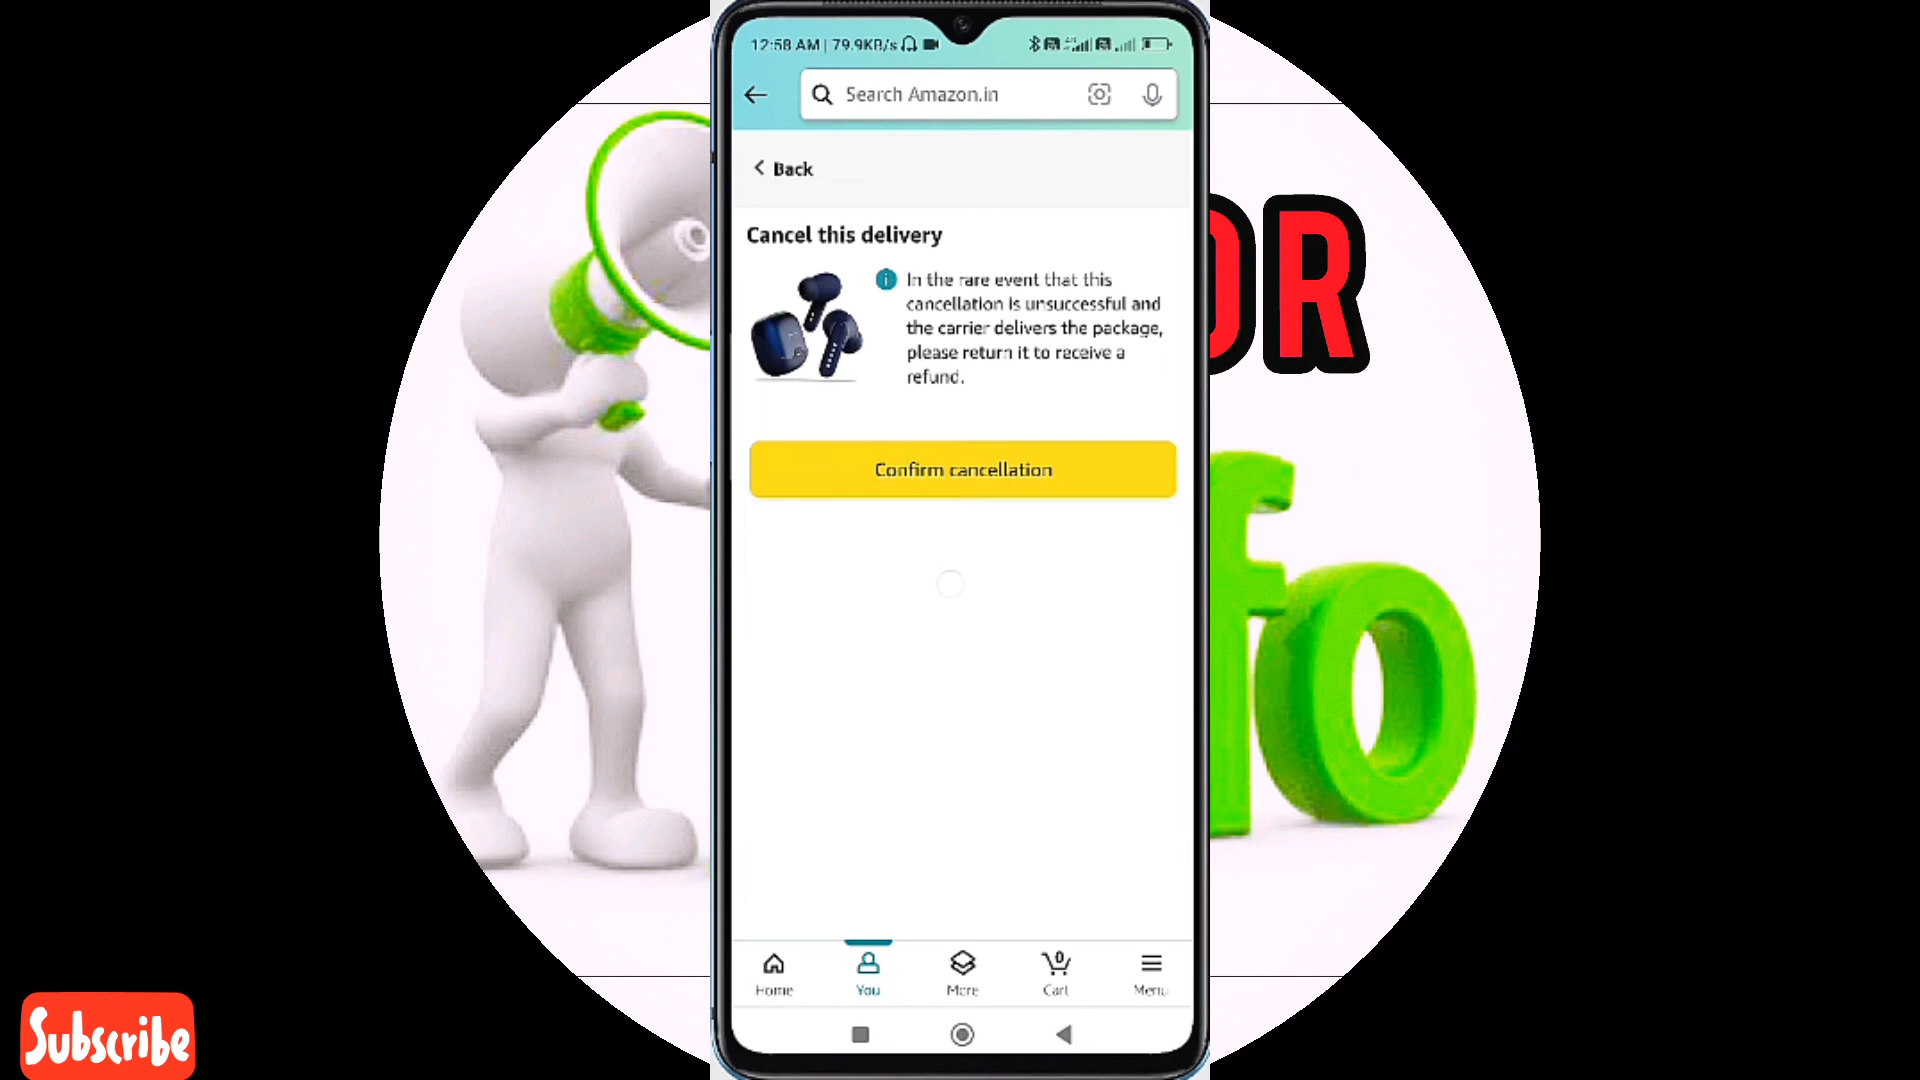 12:58 AM | 79.9KB/s
Search Amazon.in
Back
Cancel this delivery
In the rare event that this
cancellation is unsuccessful and
the carrier delivers the package,
please return it to receive a
refund.
Confirm cancellation
OR
fo
0
Home
You
More
Cart
Menu
Subscribe